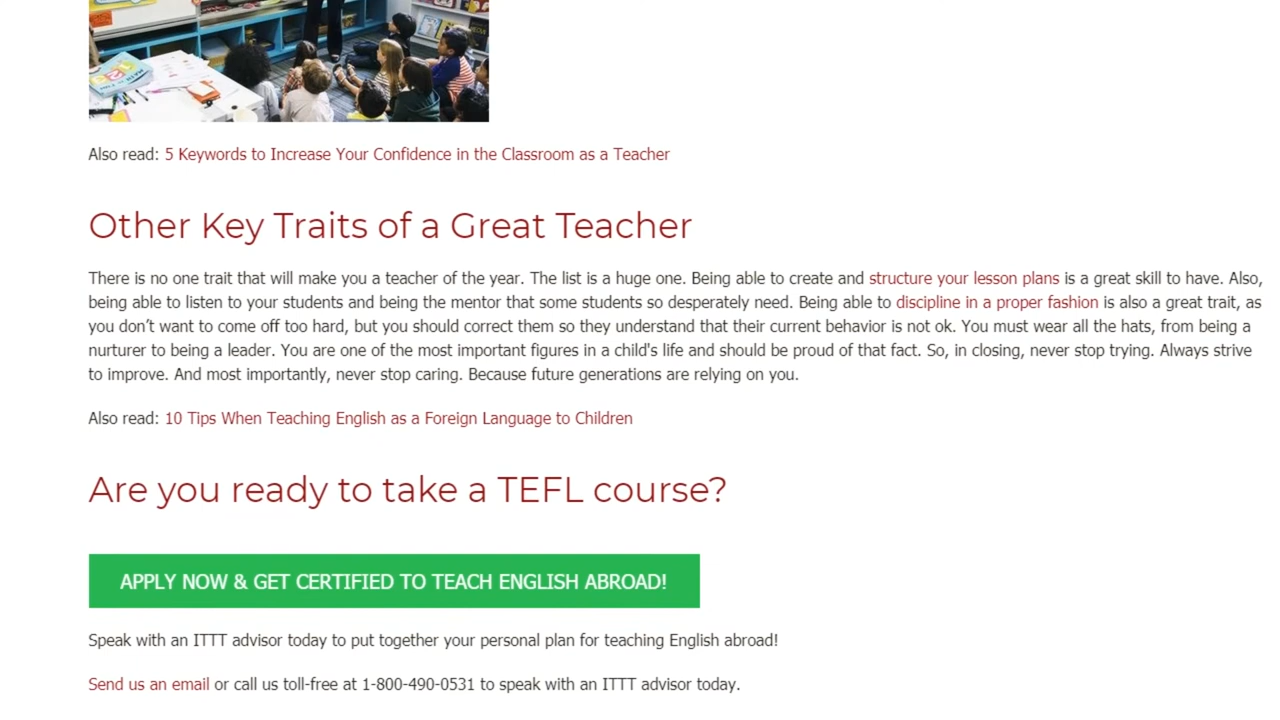 Also read: 5 Keywords to Increase Your Confidence in the Classroom as a Teacher
Other Key Traits of a Great Teacher
There is no one trait that will make you a teacher of the year. The list is a huge one. Being able to create and structure your lesson plans is a great skill to have. Also,
being able to listen to your students and being the mentor that some students so desperately need. Being able to discipline in a proper fashion is also a great trait, as
you don’t want to come off too hard, but you should correct them so they understand that their current behavior is not ok. You must wear all the hats, from being a
nurturer to being a leader. You are one of the most important figures in a child's life and should be proud of that fact. So, in closing, never stop trying. Always strive
to improve. And most importantly, never stop caring. Because future generations are relying on you.
Also read: 10 Tips When Teaching English as a Foreign Language to Children
Are you ready to take a TEFL course?
APPLY NOW & GET CERTIFIED TO TEACH ENGLISH ABROAD!
Speak with an ITTT advisor today to put together your personal plan for teaching English abroad!
Send us an email or call us toll-free at 1-800-490-0531 to speak with an ITTT advisor today.